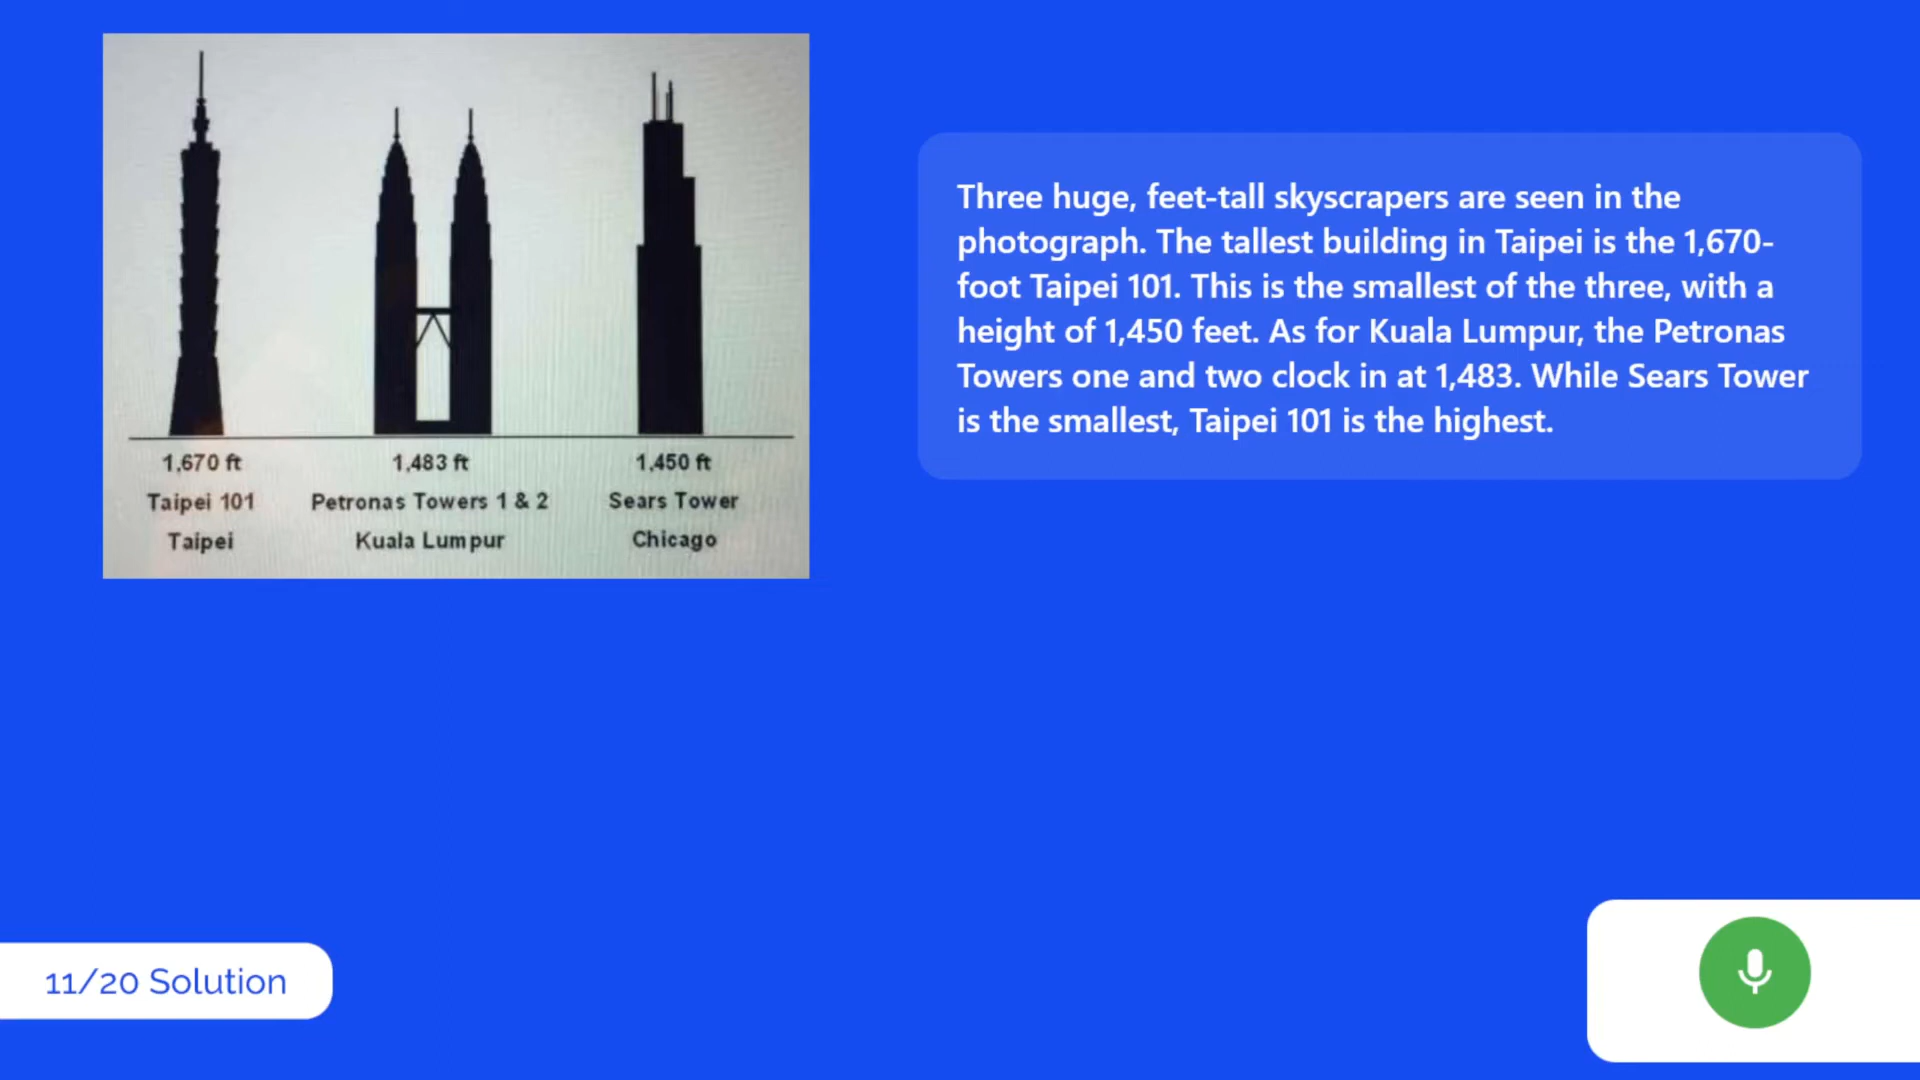 1,670 ft
Taipei 101
Taipei
1,483 ft
Petronas Towers 1 & 2
Kuala Lumpur
1,450 ft
Sears Tower
Chicago
Three huge, feet-tall skyscrapers are seen in the
photograph. The tallest building in Taipei is the 1,670-
foot Taipei 101. This is the smallest of the three, with a
height of 1,450 feet. As for Kuala Lumpur, the Petronas
Towers one and two clock in at 1,483. While Sears Tower
is the smallest, Taipei 101 is the highest.
11/20 Solution